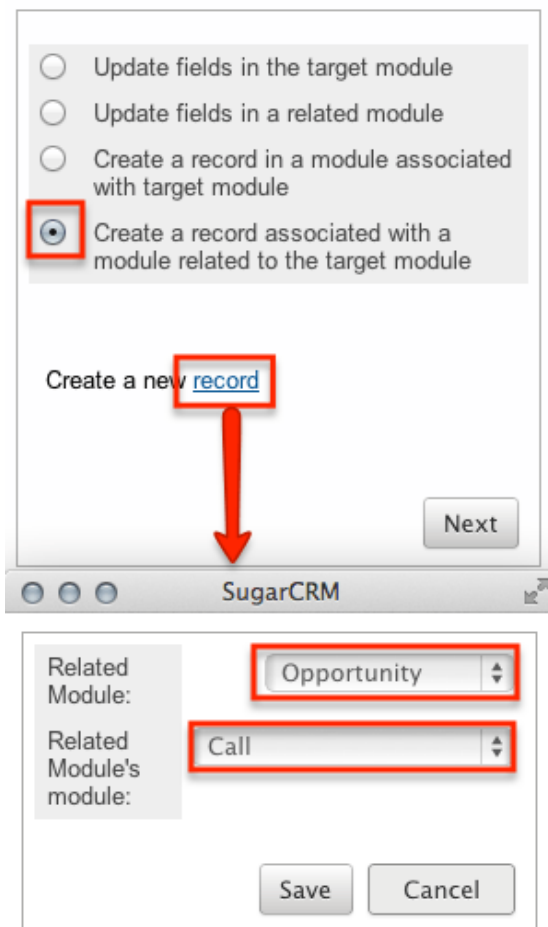 Update fields in the target module
Update fields in a related module
Create a record in a module associated
with target module
Create a record associated with a
module related to the target module
Create a new record
Next
SugarCRM
Related
Module:
Opportunity
Related
Module's
module:
Call
Save
Cancel